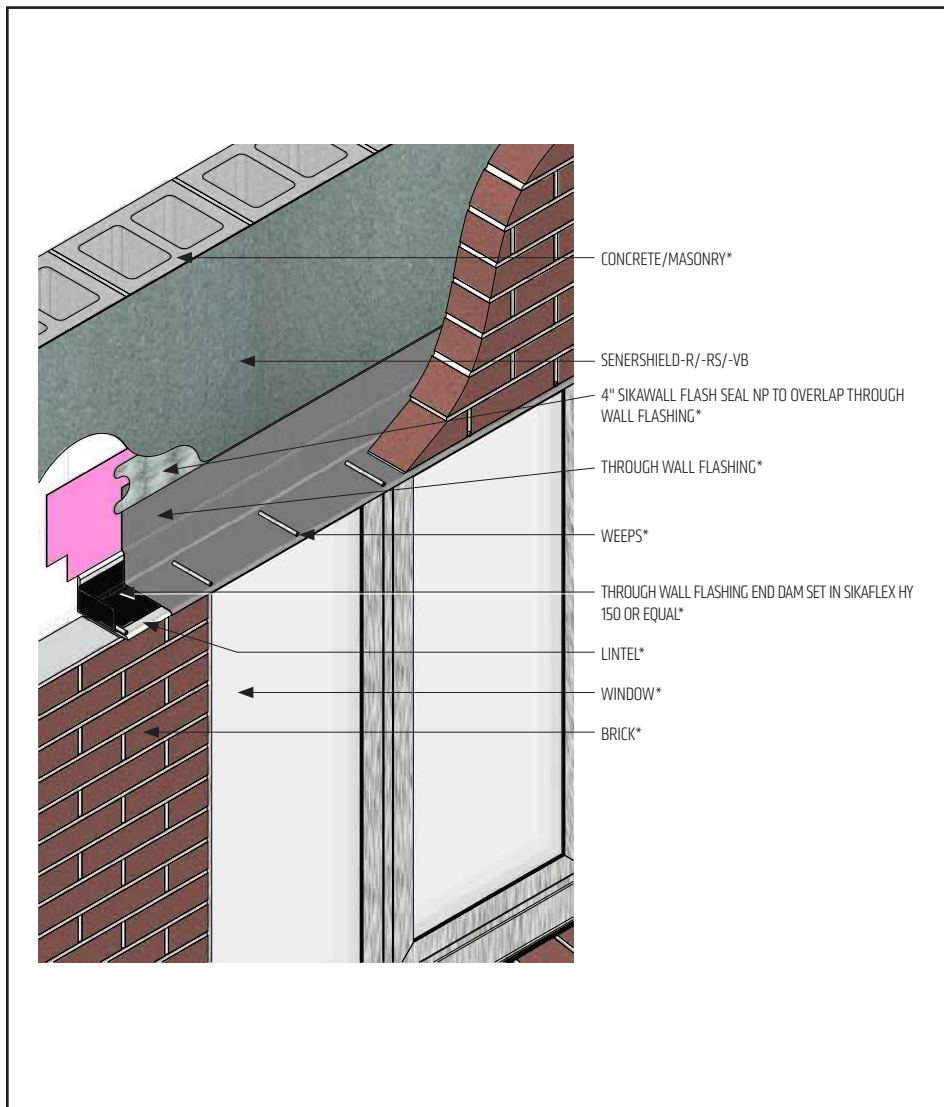 CONCRETE/MASONRY*
SENERSHIELD-R/-RS/-VB
4" SIKAWALL FLASH SEAL NP TO OVERLAP THROUGH
WALL FLASHING*
THROUGH WALL FLASHING*
WEEPS*
THROUGH WALL FLASHING END DAM SET IN SIKAFLEX HY
150 OR EQUAL*
LINTEL*
WINDOW*
BRICK*